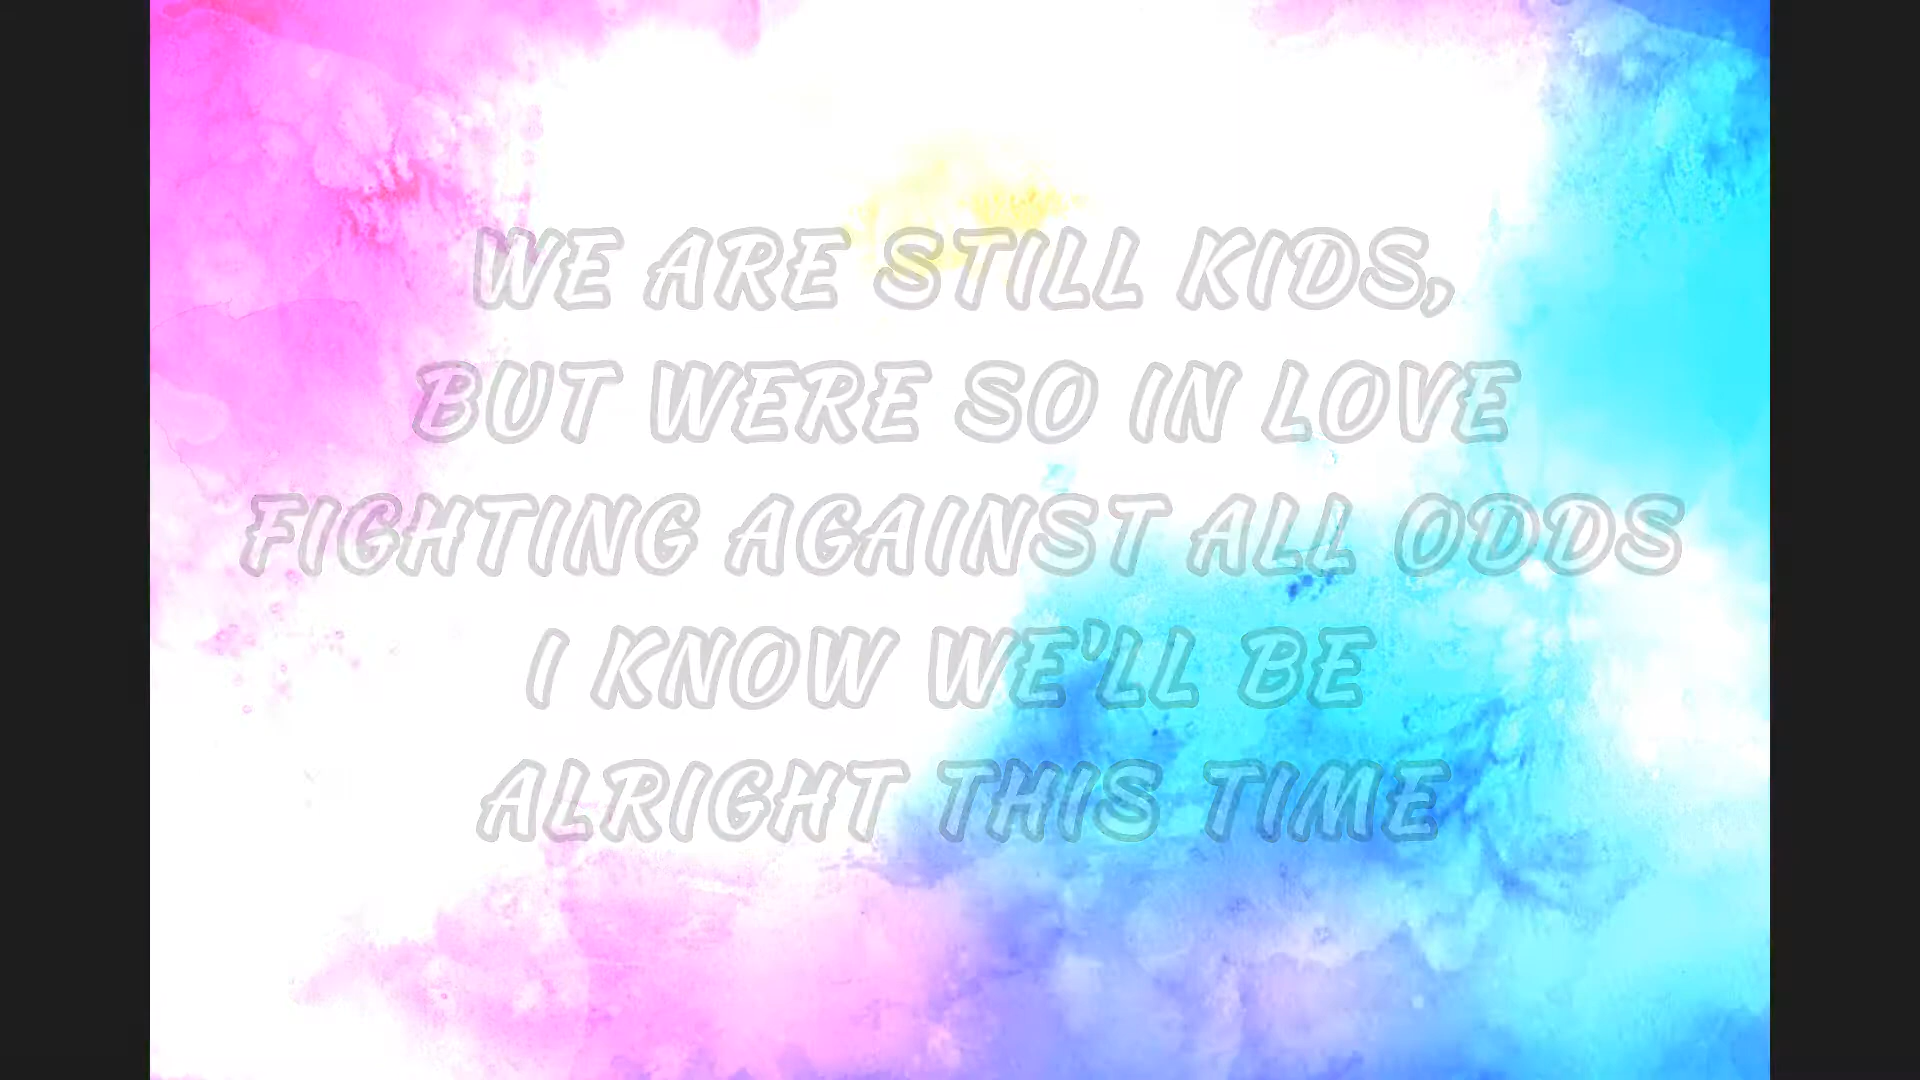 WE ARE STILL KIDS,
BUT WERE SO IN LOVE
FIGHTING AGAINST ALL ODDS
I KNOW WE'LL BE
ALRIGHT THIS TIME